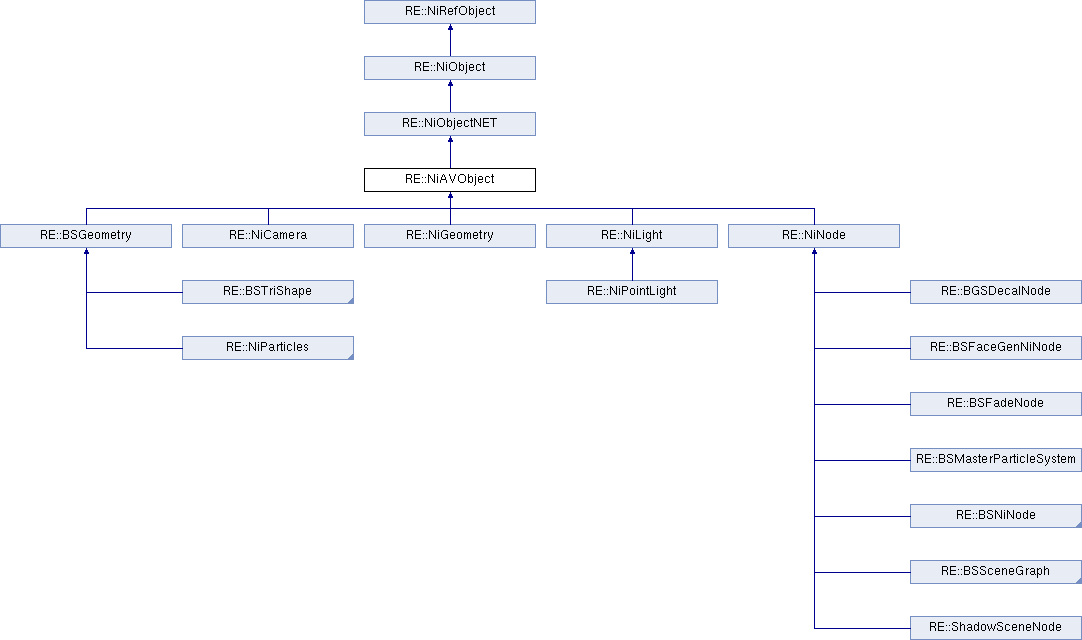 RE::NiRefObject
RE::NiObject
RE::NiObjectNET
RE::NiAVObject
RE::BSGeometry
RE::NiCamera
RE::NiGeometry
RE::NiLight
RE::NiNode
RE::BSTriShape
RE::NiPointLight
RE::BGSDecalNode
RE::NiParticles
RE::BSFaceGenNiNode
RE::BSFadeNode
RE::BSMasterParticleSystem
RE::BSNiNode
RE::BSSceneGraph
RE::ShadowSceneNode